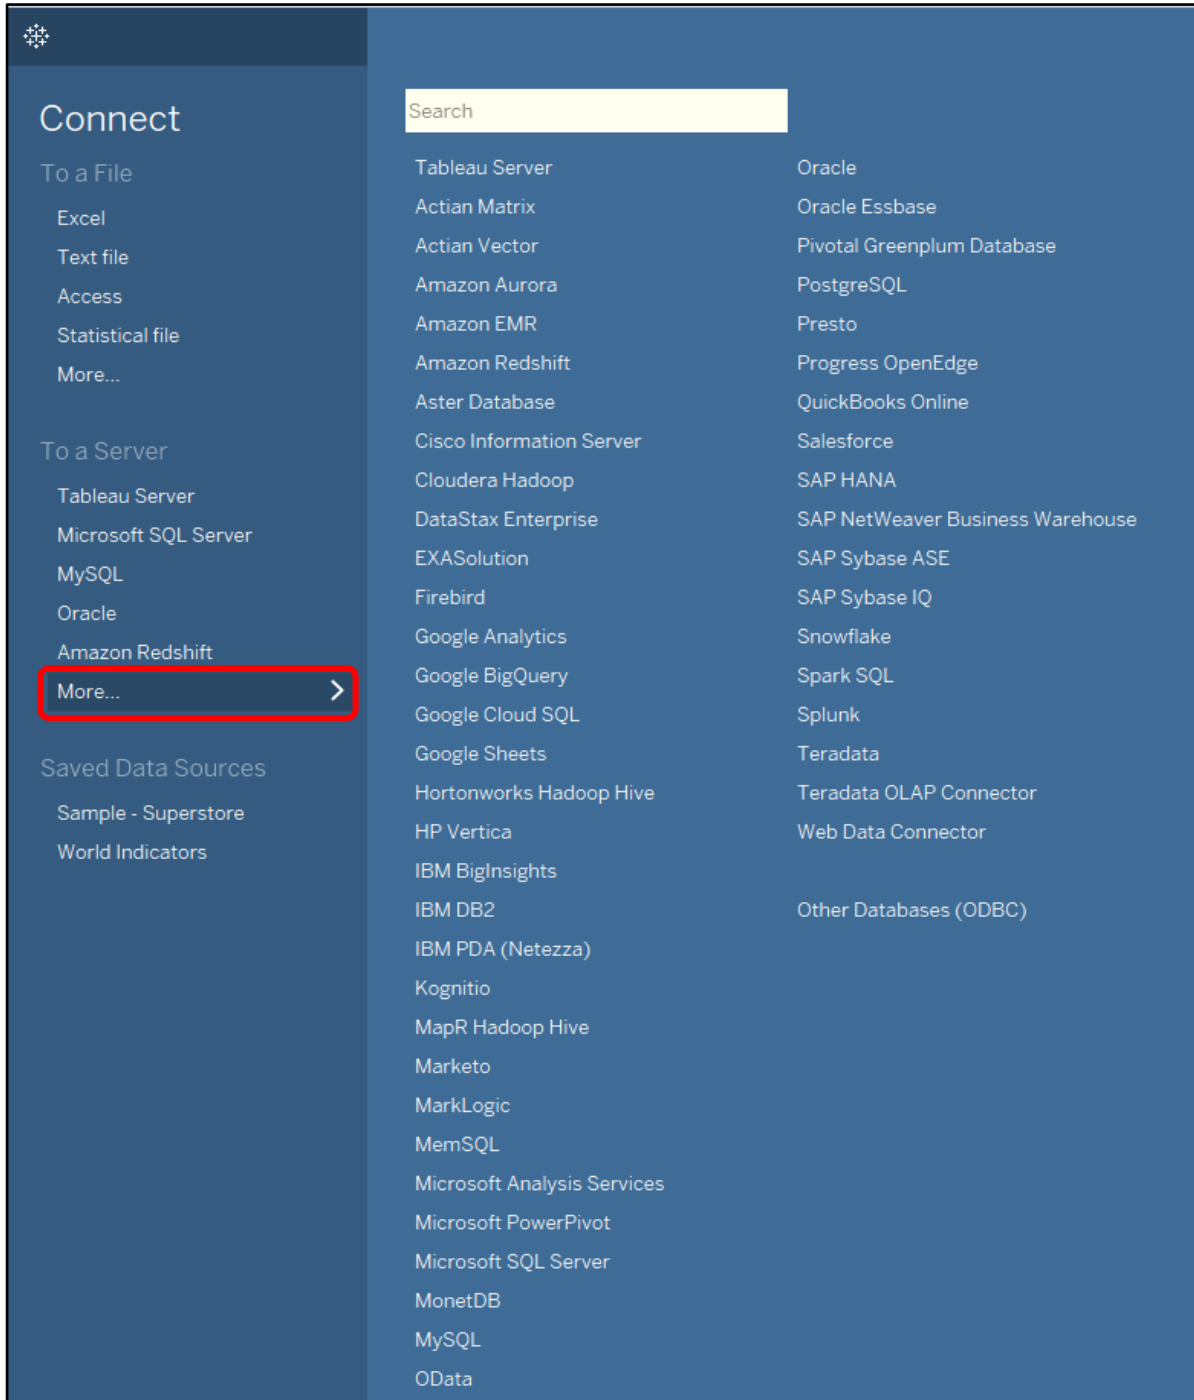 Connect
To a File
Excel
Text file
Access
Statistical file
More...
To a Server
Tableau Server
Microsoft SQL Server
MySQL
Oracle
Amazon Redshift
More...
Saved Data Sources
Sample - Superstore
World Indicators
Search
Tableau Server
Actian Matrix
Actian Vector
Amazon Aurora
Amazon EMR
Amazon Redshift
Aster Database
Cisco Information Server
Cloudera Hadoop
DataStax Enterprise
EXASolution
Firebird
Google Analytics
Google BigQuery
Google Cloud SQL
Google Sheets
Hortonworks Hadoop Hive
HP Vertica
IBM BigInsights
IBM DB2
IBM PDA (Netezza)
Kognitio
MapR Hadoop Hive
Marketo
MarkLogic
MemSQL
Microsoft Analysis Services
Microsoft PowerPivot
Microsoft SQL Server
MonetDB
MySQL
OData
Oracle
Oracle Essbase
Pivotal Greenplum Database
PostgreSQL
Presto
Progress OpenEdge
QuickBooks Online
Salesforce
SAP HANA
SAP NetWeaver Business Warehouse
SAP Sybase ASE
SAP Sybase IQ
Snowflake
Spark SQL
Splunk
Teradata
Teradata OLAP Connector
Web Data Connector
Other Databases (ODBC)